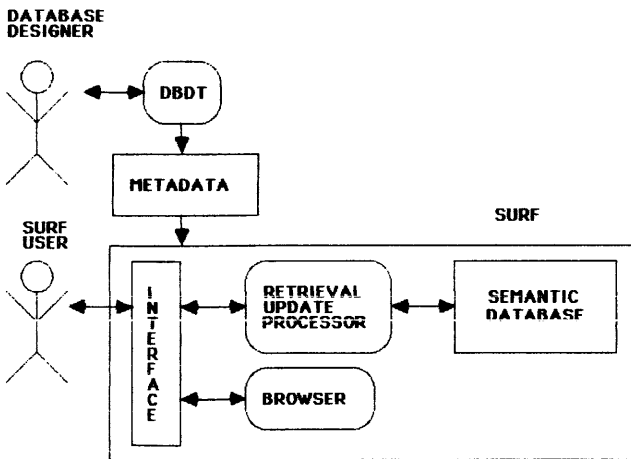 DATABASE
DESIGNER
DBDT
METADATA
SURF
SURF
USER
INTERFACE
RETRIEVAL
UPDATE
PROCESSOR
SEMANTIC
DATABASE
BROWSER